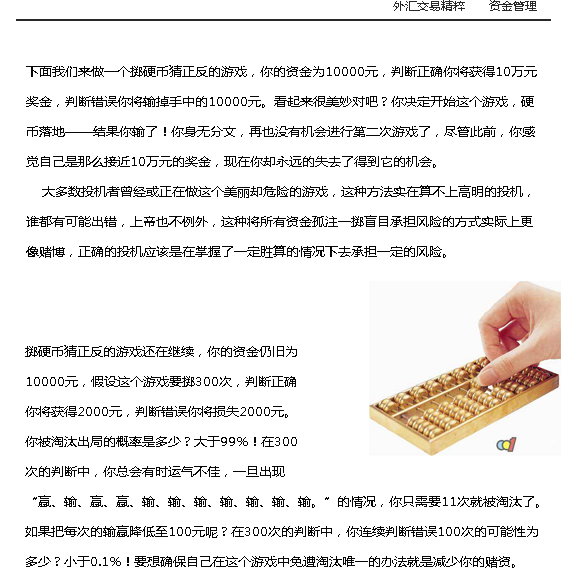 外汇交易精粹 资金管理
下面我们来做一个掷硬币猜正反的游戏，你的资金为10000元，判断正确你将获得10万元
奖金，判断错误你将输掉手中的10000元。看起来很美妙对吧？你决定开始这个游戏，硬
币落地——结果你输了！你身无分文，再也没有机会进行第二次游戏了，尽管此前，你感
觉自己是那么接近10万元的奖金，现在你却永远的失去了得到它的机会。
大多数投机者曾经或正在做这个美丽却危险的游戏，这种方法实在算不上高明的投机，
谁都有可能出错，上帝也不例外，这种将所有资金孤注一掷盲目承担风险的方式实际上更
像赌博，正确的投机应该是在掌握了一定胜算的情况下去承担一定的风险。
掷硬币猜正反的游戏还在继续，你的资金仍旧为
10000元，假设这个游戏要掷300次，判断正确
你将获得2000元，判断错误你将损失2000元。
你被淘汰出局的概率是多少？大于99%！在300
次的判断中，你总会有时运气不佳，一旦出现
“赢、输、赢、赢、输、输、输、输、输、输、输。”的情况，你只需要11次就被淘汰了。
如果把每次的输赢降低至100元呢？在300次的判断中，你连续判断错误100次的可能性为
多少？小于0.1%！要想确保自己在这个游戏中免遭淘汰唯一的办法就是减少你的赌资。